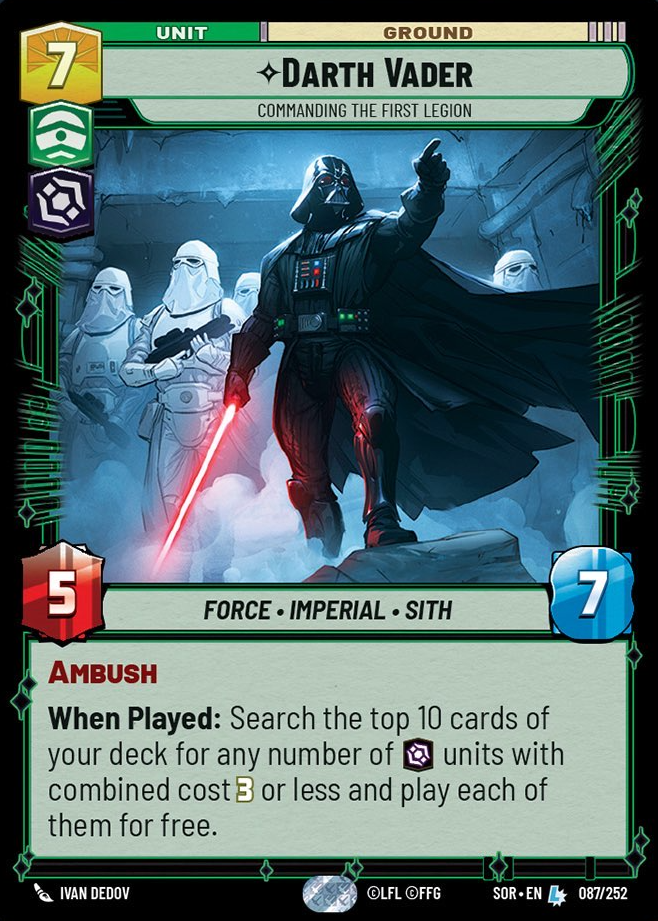 UNIT GROUND
7
DARTH VADER
COMMANDING THE FIRST LEGION
5 FORCE • IMPERIAL • SITH 7
AMBUSH
When Played: Search the top 10 cards of
your deck for any number of units with
combined cost 3 or less and play each of
them for free.
IVAN DEDOV ©LFL ©FFG SOR • EN L 087/252